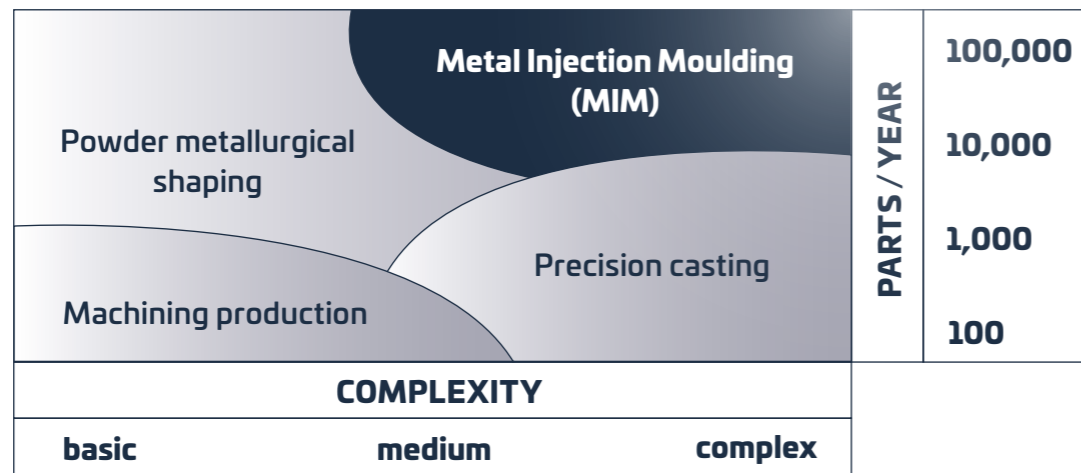 Metal Injection Moulding
(MIM)
Powder metallurgical
shaping
Precision casting
Machining production
PARTS / YEAR
100,000
10,000
1,000
100
COMPLEXITY
basic medium complex